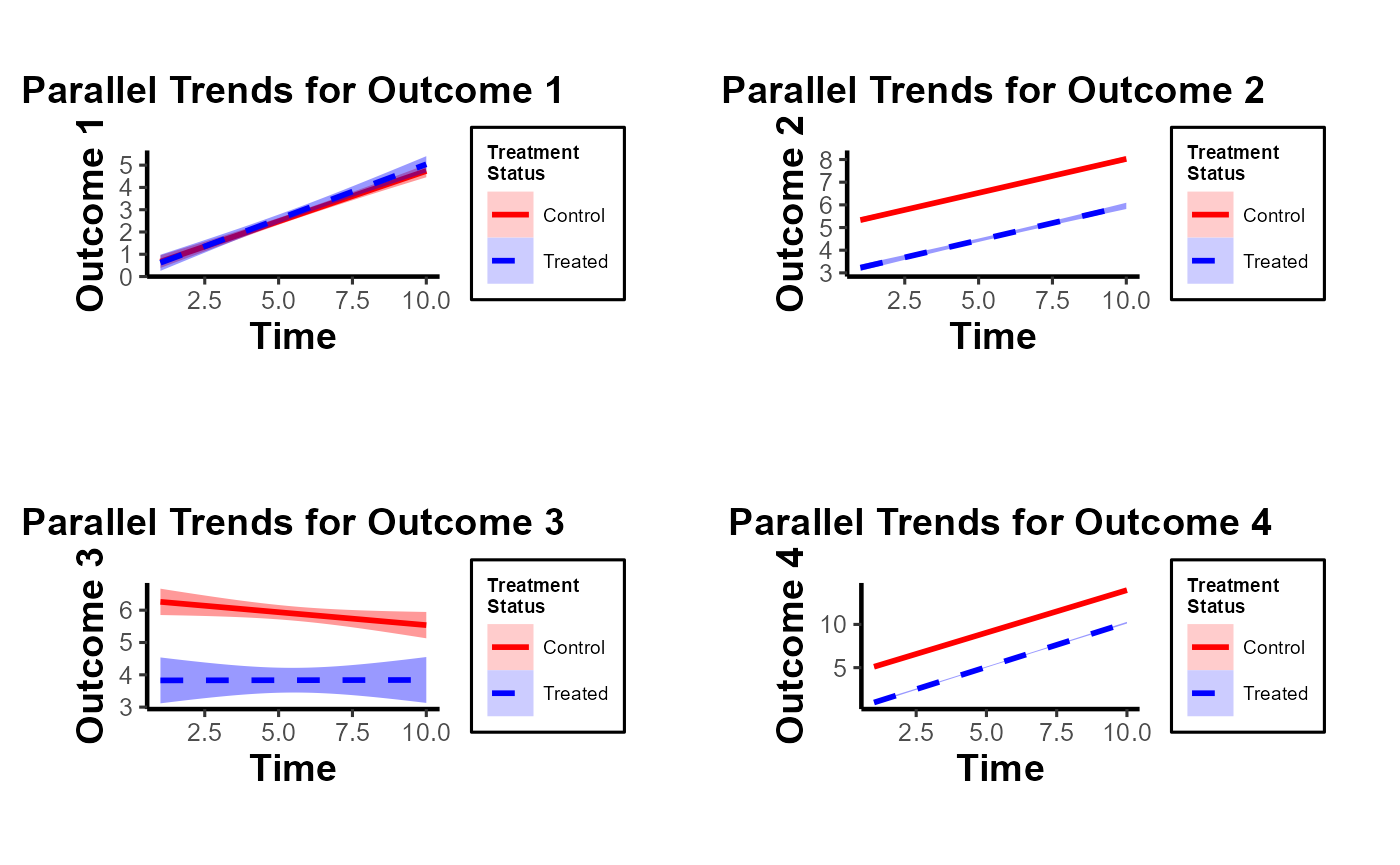 Parallel Trends for Outcome 1
Outcome 1
5
4
3
2
1
0
2.5 5.0 7.5 10.0
Time
Treatment
Status
Control
Treated
Parallel Trends for Outcome 2
Outcome 2
8
7
6
5
4
3
2.5 5.0 7.5 10.0
Time
Treatment
Status
Control
Treated
Parallel Trends for Outcome 3
Outcome 3
6
5
4
3
2.5 5.0 7.5 10.0
Time
Treatment
Status
Control
Treated
Parallel Trends for Outcome 4
Outcome 4
10
5
2.5 5.0 7.5 10.0
Time
Treatment
Status
Control
Treated